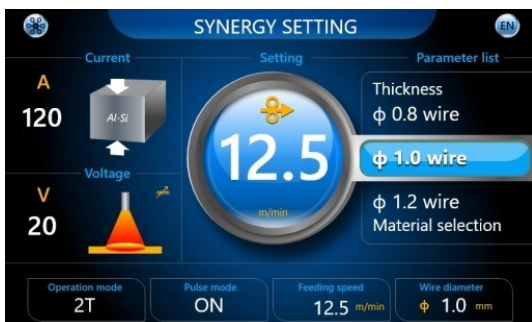 SYNERGY SETTING
EN
Current
A
120
Al-Si
Voltage
V
20
Setting
12.5
m/min
Parameter list
Thickness
ф 0.8 wire
ф 1.0 wire
ф 1.2 wire
Material selection
Operation mode
2T
Pulse mode
ON
Feeding speed
12.5 m/min
Wire diameter
ф 1.0 mm